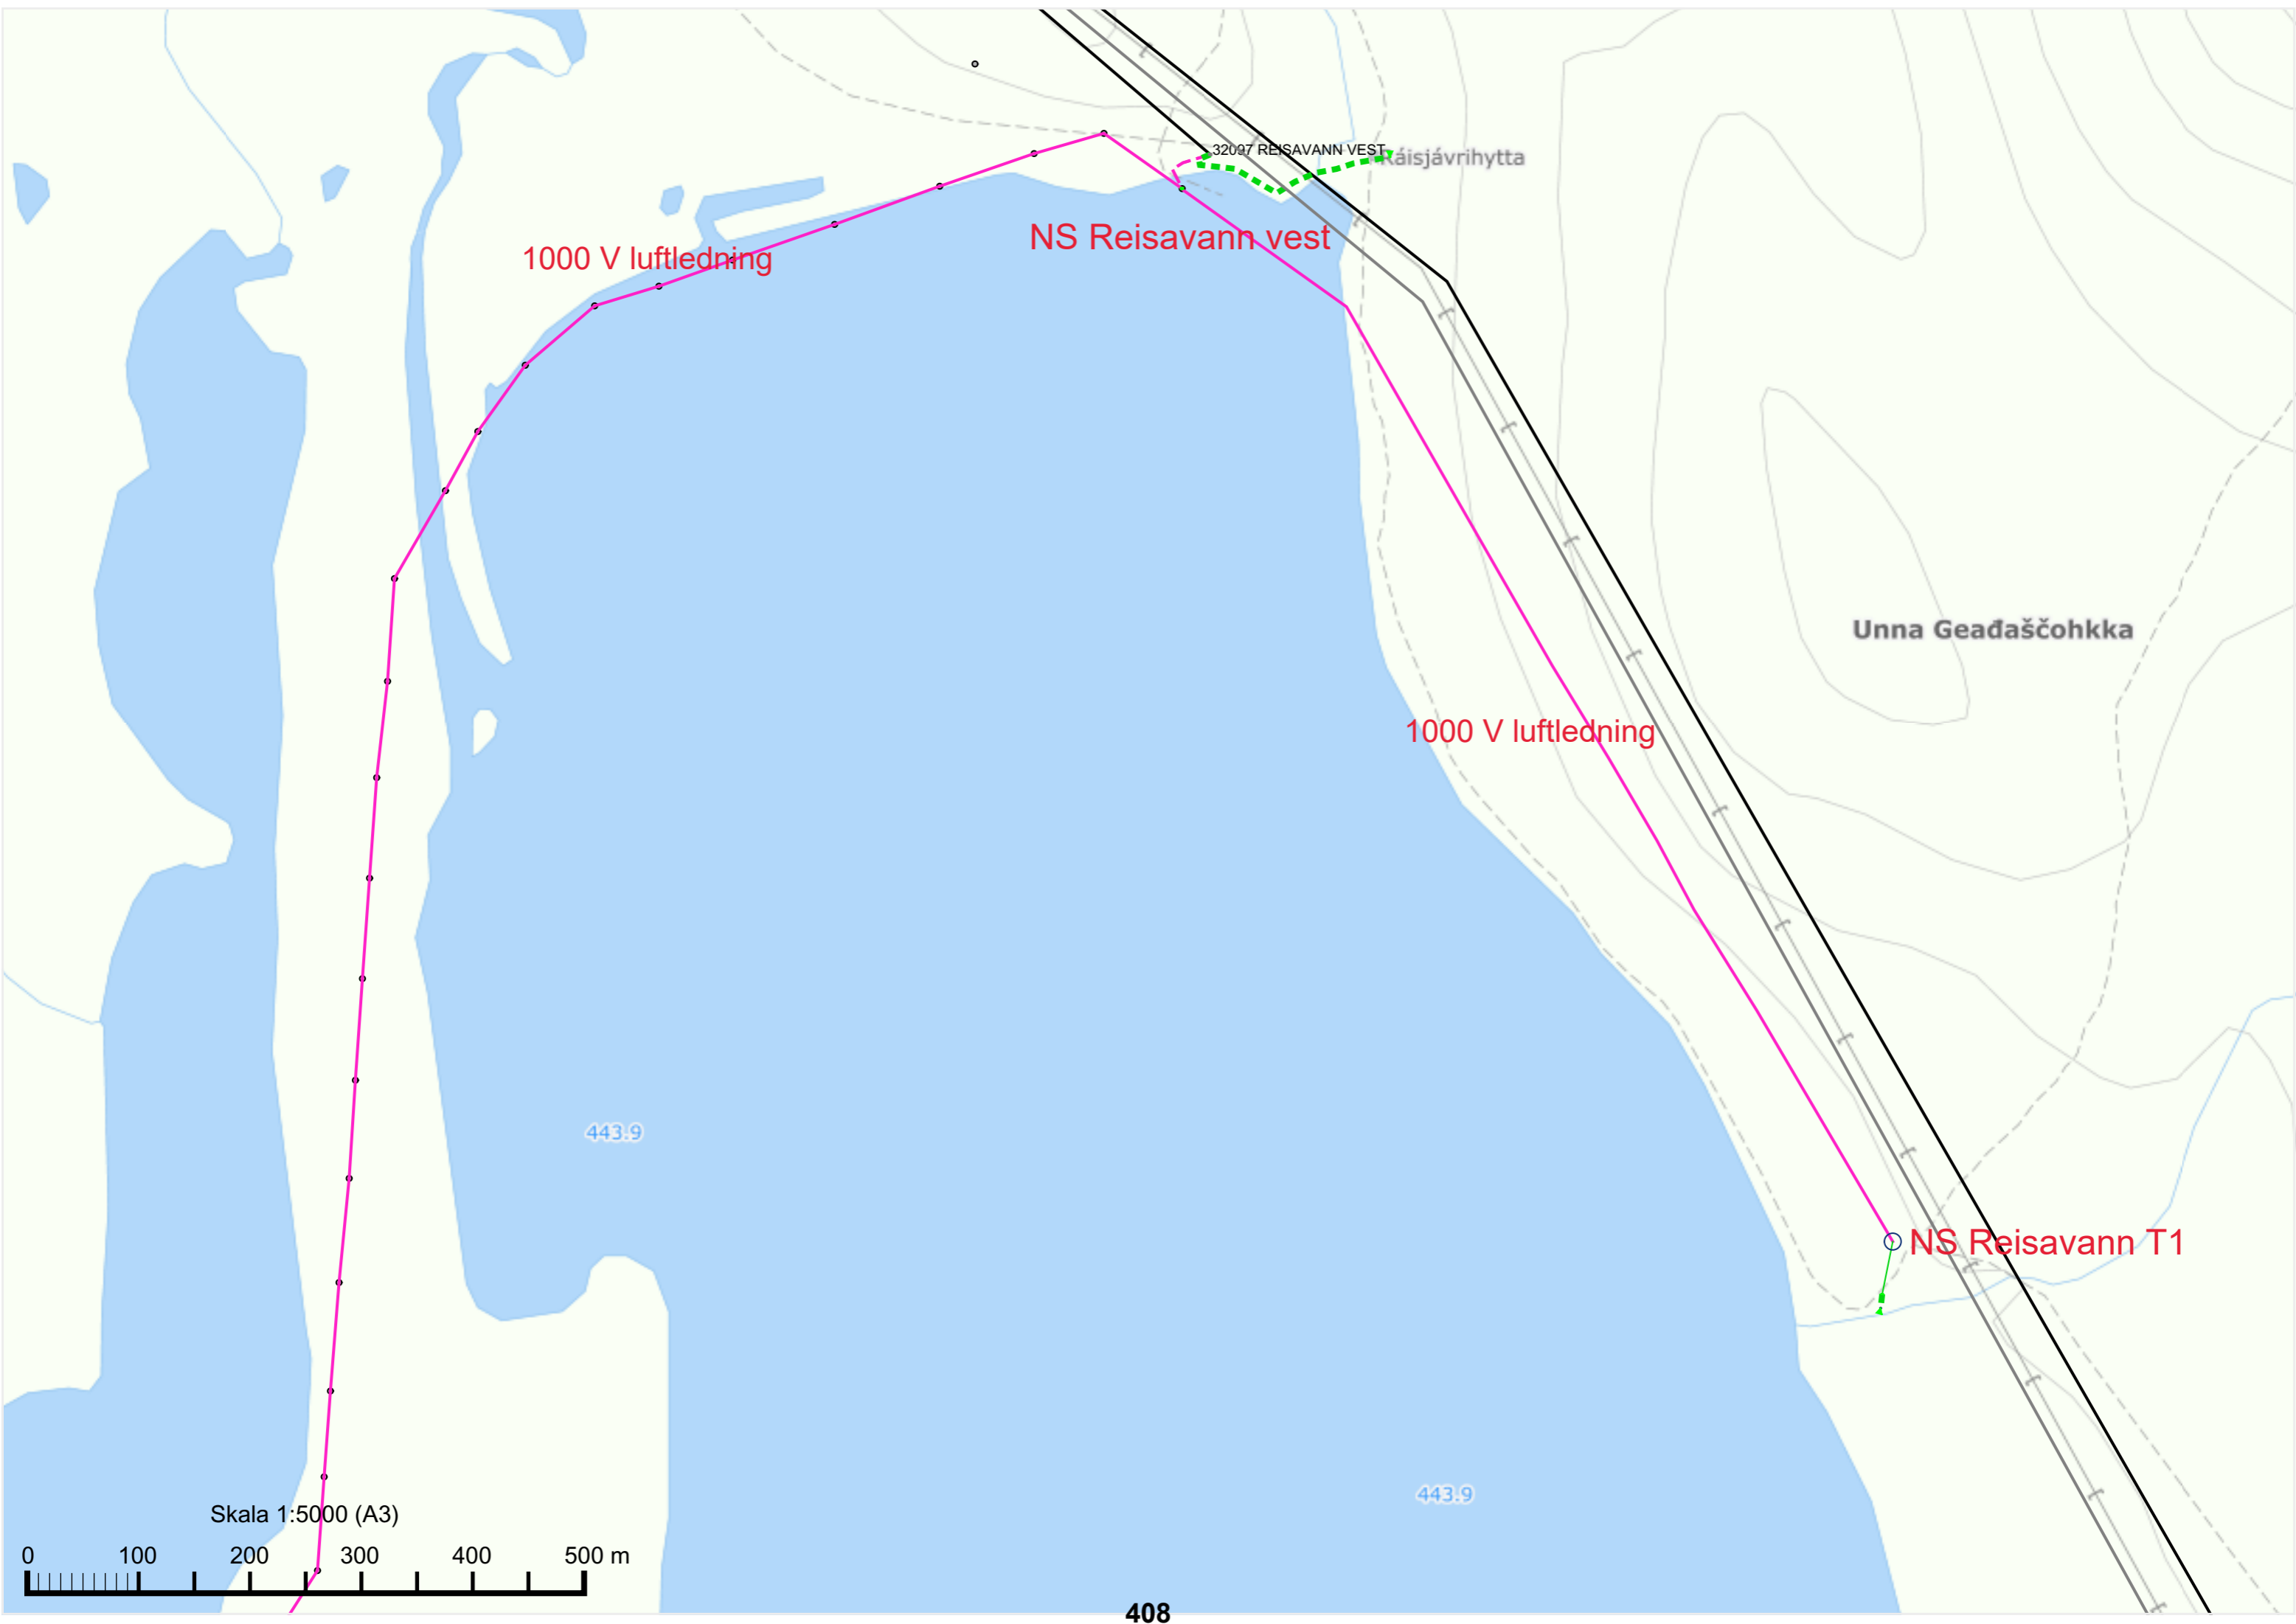 32097 REISAVANN VEST
Ráisjávrihytta
NS Reisavann vest
1000 V luftledning
Unna Geađaščohkka
1000 V luftledning
443.9
NS Reisavann T1
443.9
Skala 1:5000 (A3)
0 100 200 300 400 500 m
408